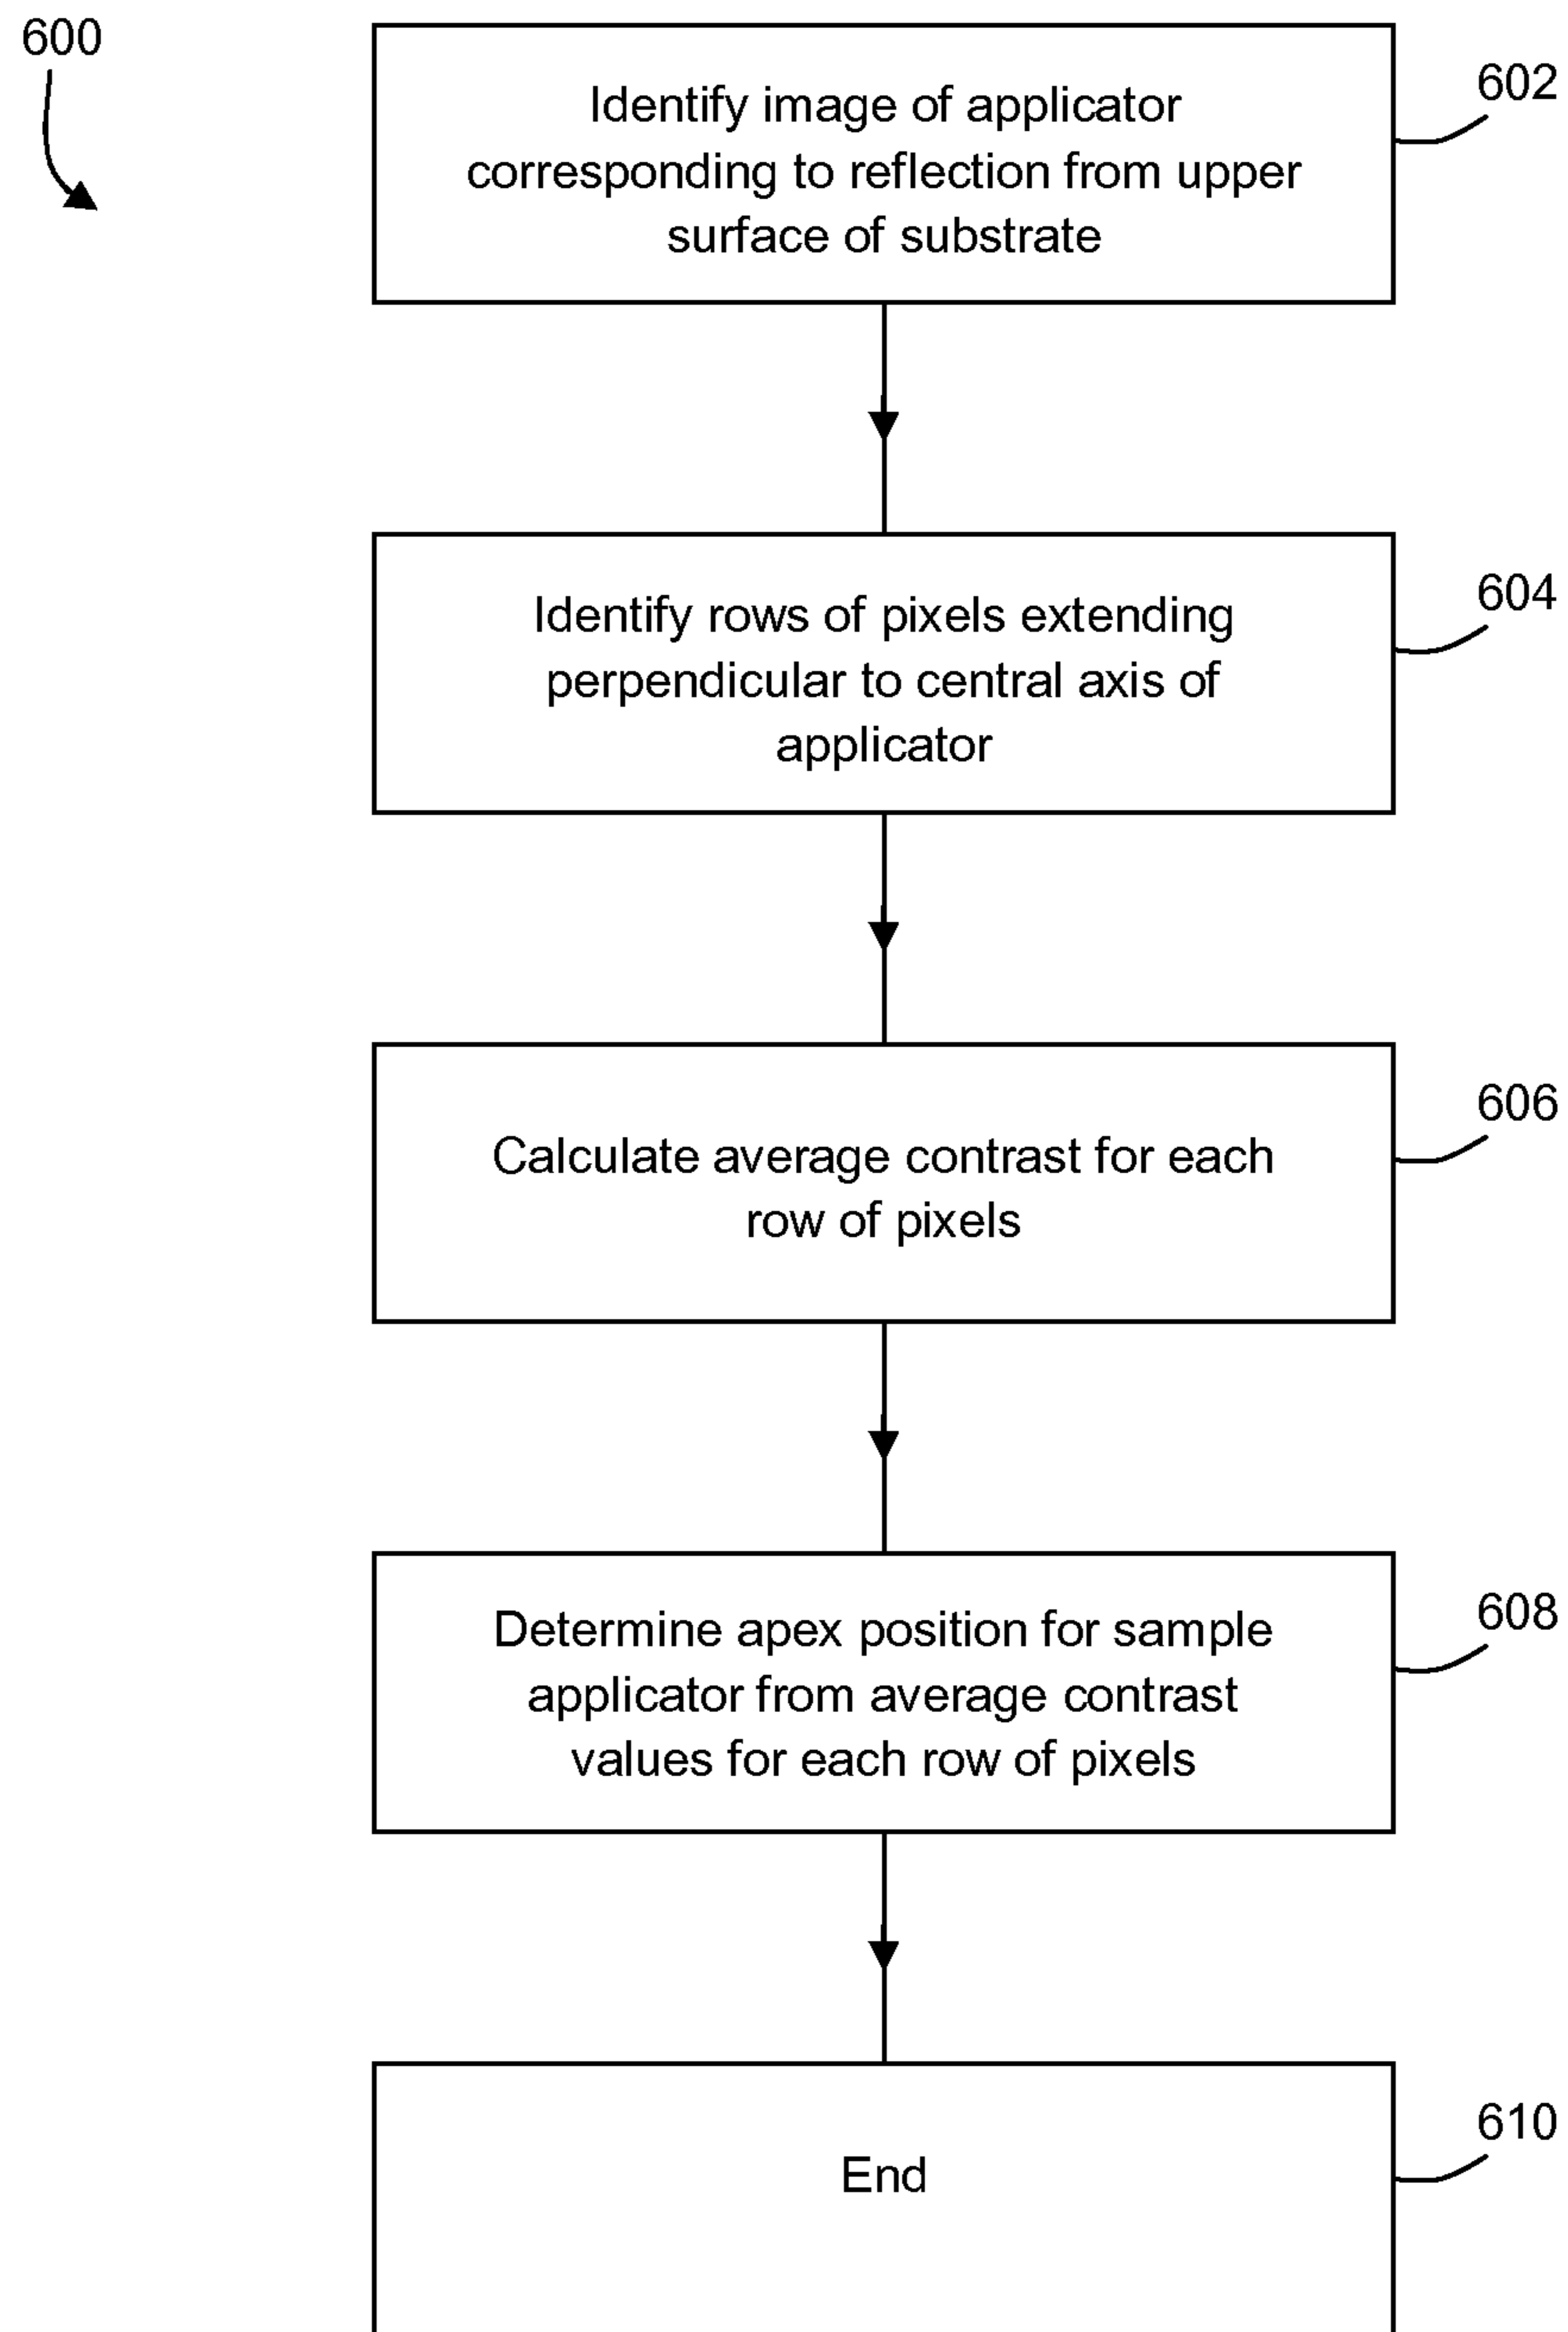 600
Identify image of applicator
corresponding to reflection from upper
surface of substrate
602
Identify rows of pixels extending
perpendicular to central axis of
applicator
604
Calculate average contrast for each
row of pixels
606
Determine apex position for sample
applicator from average contrast
values for each row of pixels
608
End
610